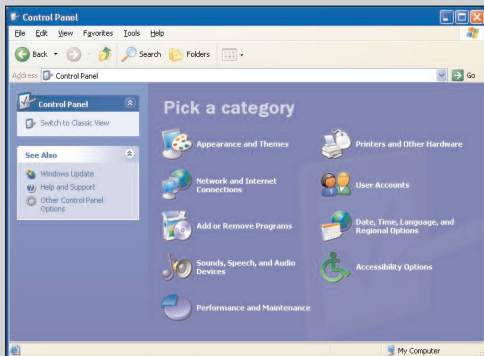 Control Panel
File Edit View Favorites Tools Help
Back Search Folders
Address Control Panel Go
Control Panel
Switch to Classic View
See Also
Windows Update
Help and Support
Other Control Panel
Options
Pick a category
Appearance and Themes
Printers and Other Hardware
Network and Internet
Connections
User Accounts
Add or Remove Programs
Date, Time, Language, and
Regional Options
Sounds, Speech, and Audio
Devices
Accessibility Options
Performance and Maintenance
My Computer